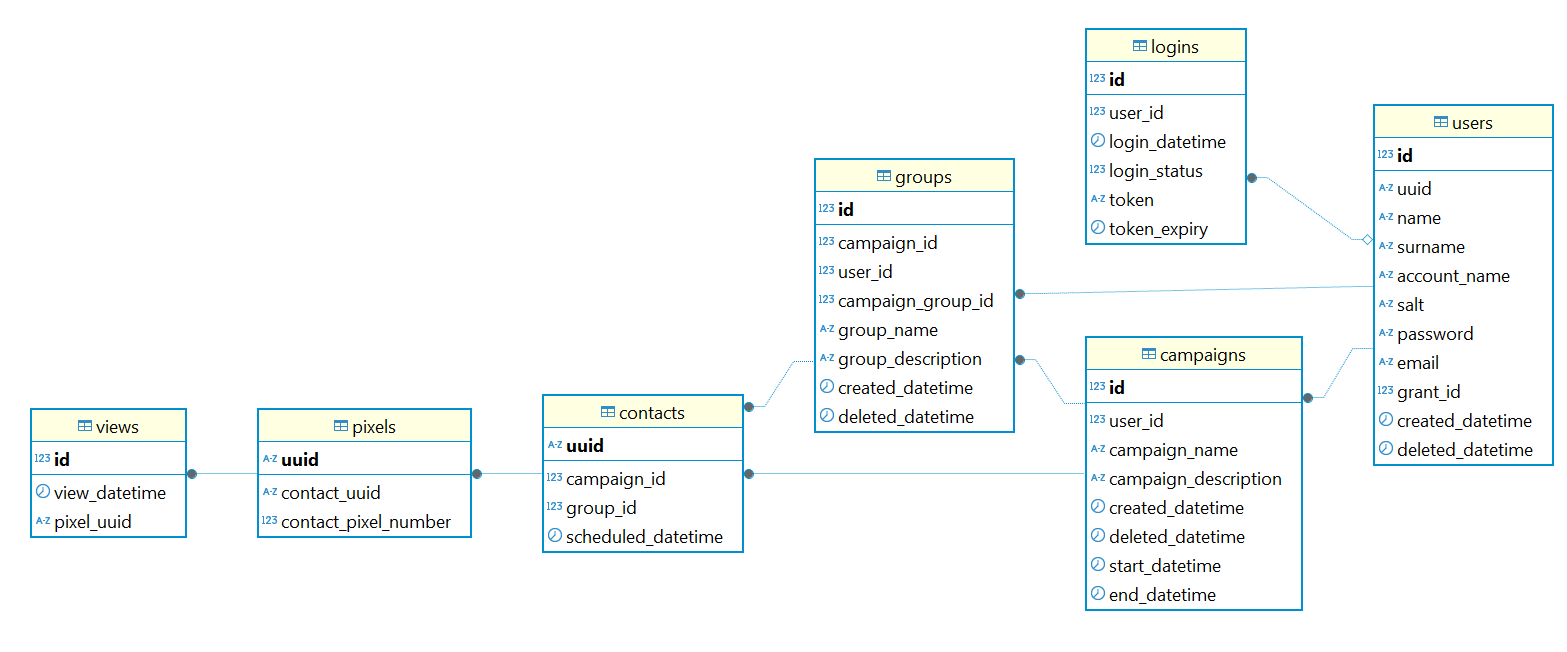 logins
123 id
123 user_id
login_datetime
123 login_status
A-Z token
token_expiry
users
123 id
A-Z uuid
A-Z name
A-Z surname
A-Z account_name
A-Z salt
A-Z password
A-Z email
123 grant_id
created_datetime
deleted_datetime
groups
123 id
123 campaign_id
123 user_id
123 campaign_group_id
A-Z group_name
A-Z group_description
created_datetime
deleted_datetime
campaigns
123 id
123 user_id
A-Z campaign_name
A-Z campaign_description
created_datetime
deleted_datetime
start_datetime
end_datetime
contacts
A-Z uuid
123 campaign_id
123 group_id
scheduled_datetime
pixels
A-Z uuid
A-Z contact_uuid
123 contact_pixel_number
views
123 id
view_datetime
A-Z pixel_uuid